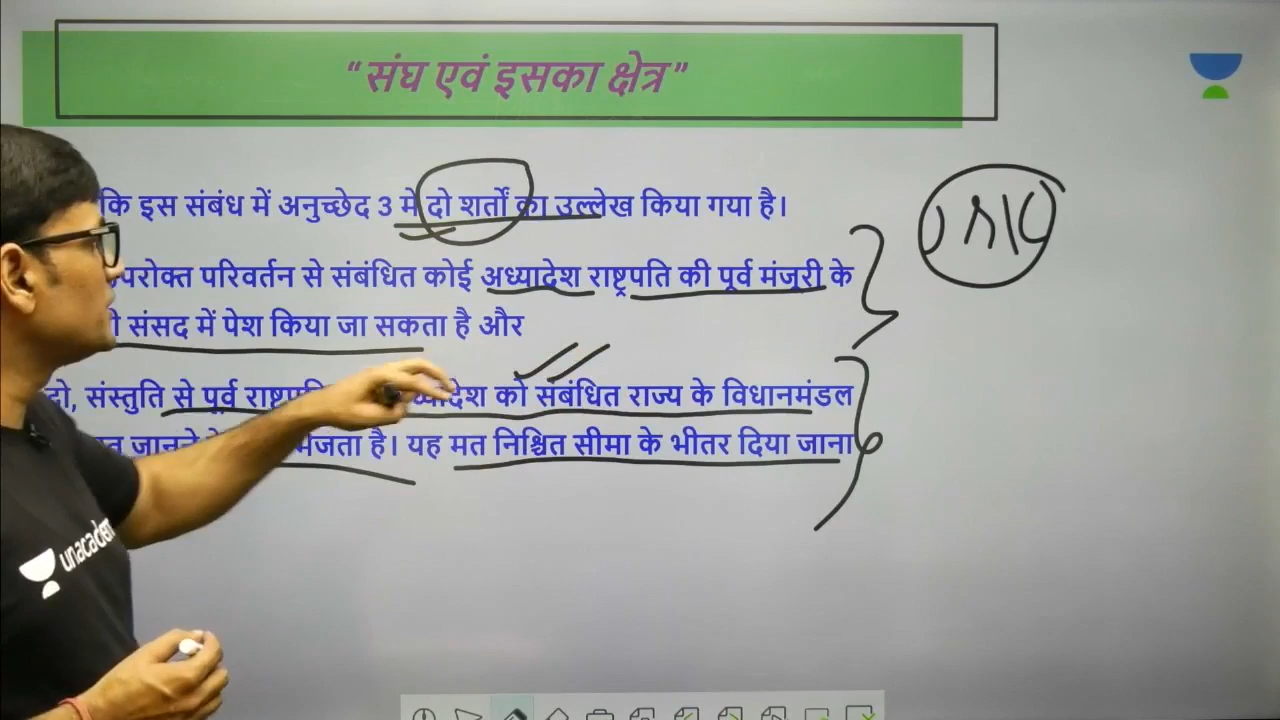 “संघ एवं इसका क्षेत्र”
कि इस संबंध में अनुच्छेद 3 मे दो शर्तों का उल्लेख किया गया है।
परोक्त परिवर्तन से संबंधित कोई अध्यादेश राष्ट्रपति की पूर्व मंजूरी के
संसद में पेश किया जा सकता है और
दो, संस्तुति से पूर्व को संबंधित राज्य के विधानमंडल
जानने है। यह मत निश्चित सीमा के भीतर दिया जाना
unacade